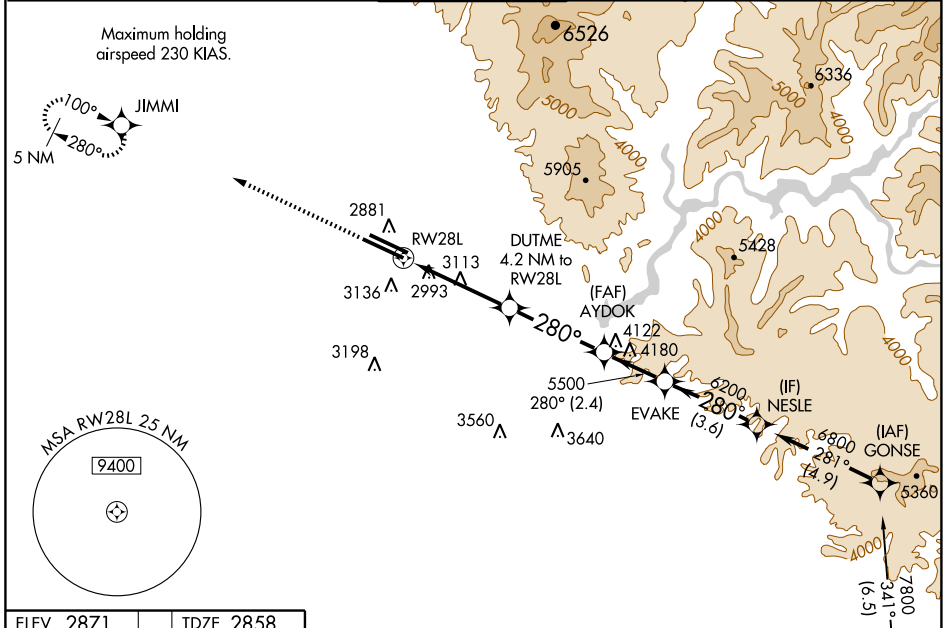 Maximum holding
airspeed 230 KIAS.
6526
6336
5000
5000
4000
100°
JIMMI
280°
5 NM
4000
5905
2881
RW28L
DUTME
4.2 NM to
RW28L
4000
5428
3113
3136
2993
(FAF)
AYDOK
280°
4122
4180
4000
3198
5500
280° (2.4)
EVAKE
6200
280°
(3.6)
(IF)
NESLE
3560
3640
6800
281°
(4.9)
(IAF)
GONSE
5360
MSA RW28L 25 NM
9400
4000
7800
341°
(6.5)
ELEV 2871
TDZE 2858